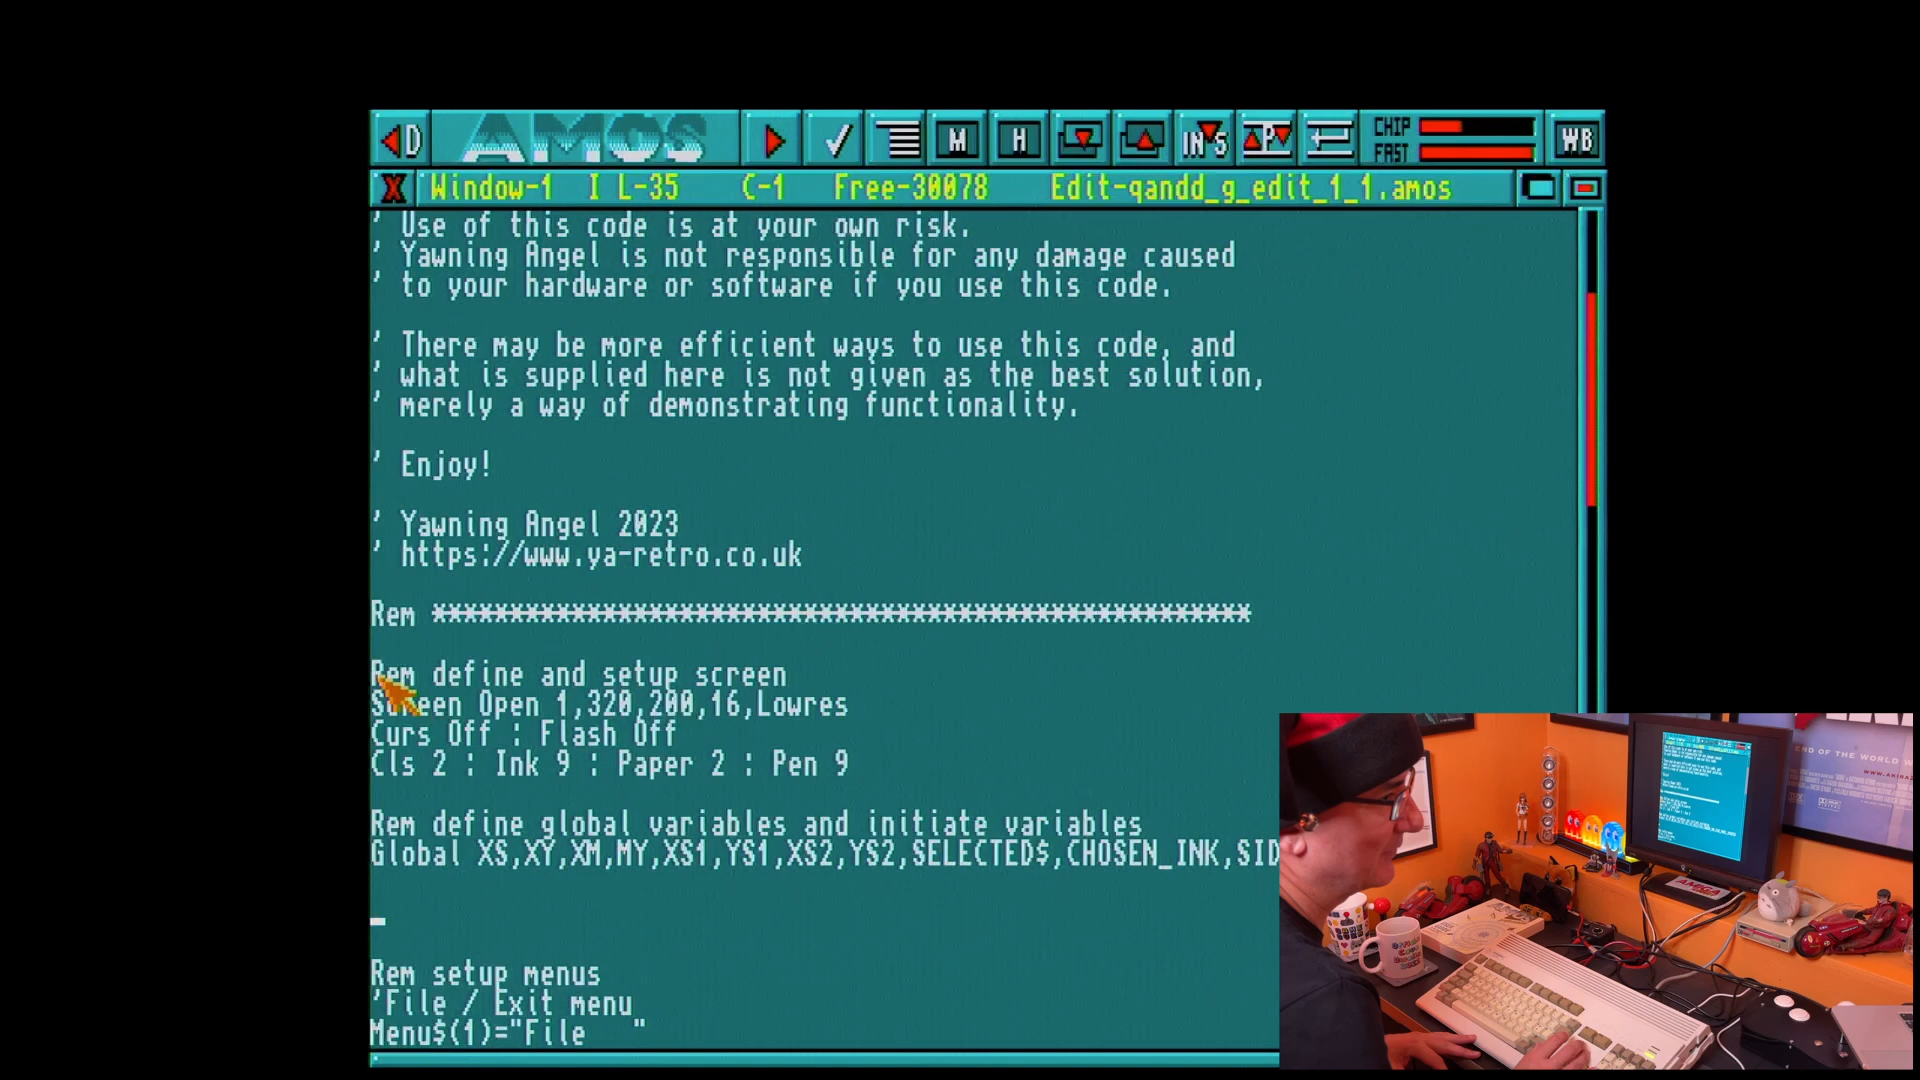 D AMOS M H INS P CHIP FAST WB
X Window-1 I L-35 C-1 Free-30078 Edit-qandd_g_edit_1_1.amos
' Use of this code is at your own risk.
' Yawning Angel is not responsible for any damage caused
' to your hardware or software if you use this code.
' There may be more efficient ways to use this code, and
' what is supplied here is not given as the best solution,
' merely a way of demonstrating functionality.
' Enjoy!
' Yawning Angel 2023
' https://www.ya-retro.co.uk
Rem *****************************************************
Rem define and setup screen
Screen Open 1,320,200,16,Lowres
Curs Off : Flash Off
Cls 2 : Ink 9 : Paper 2 : Pen 9
Rem define global variables and initiate variables
Global XS,XY,XM,MY,XS1,YS1,XS2,YS2,SELECTED$,CHOSEN_INK,SID
Rem setup menus
'File / Exit menu
Menu$(1)="File   "
END OF THE WORLD
AMIGA